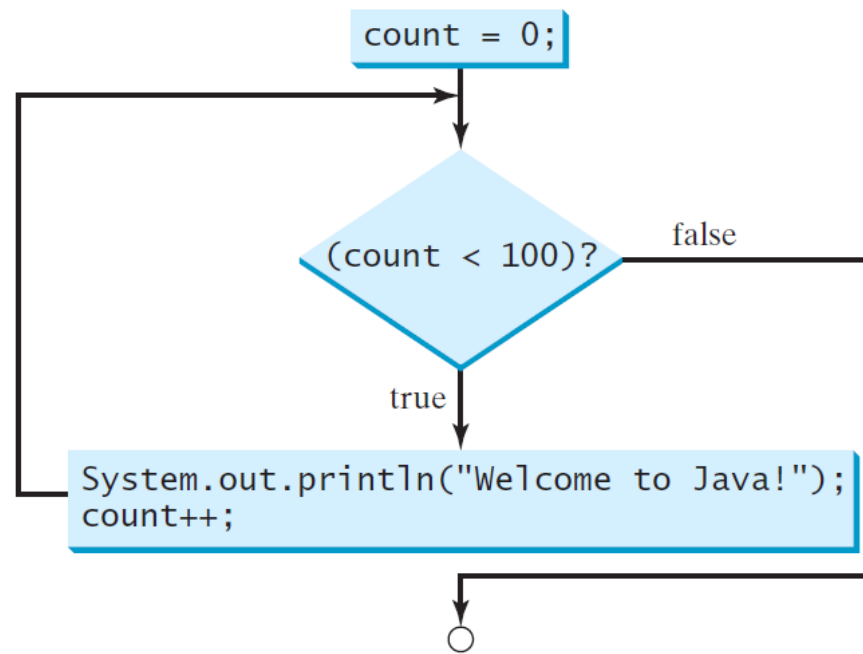 count = 0;
(count < 100)?
false
true
System.out.println("Welcome to Java!");
count++;